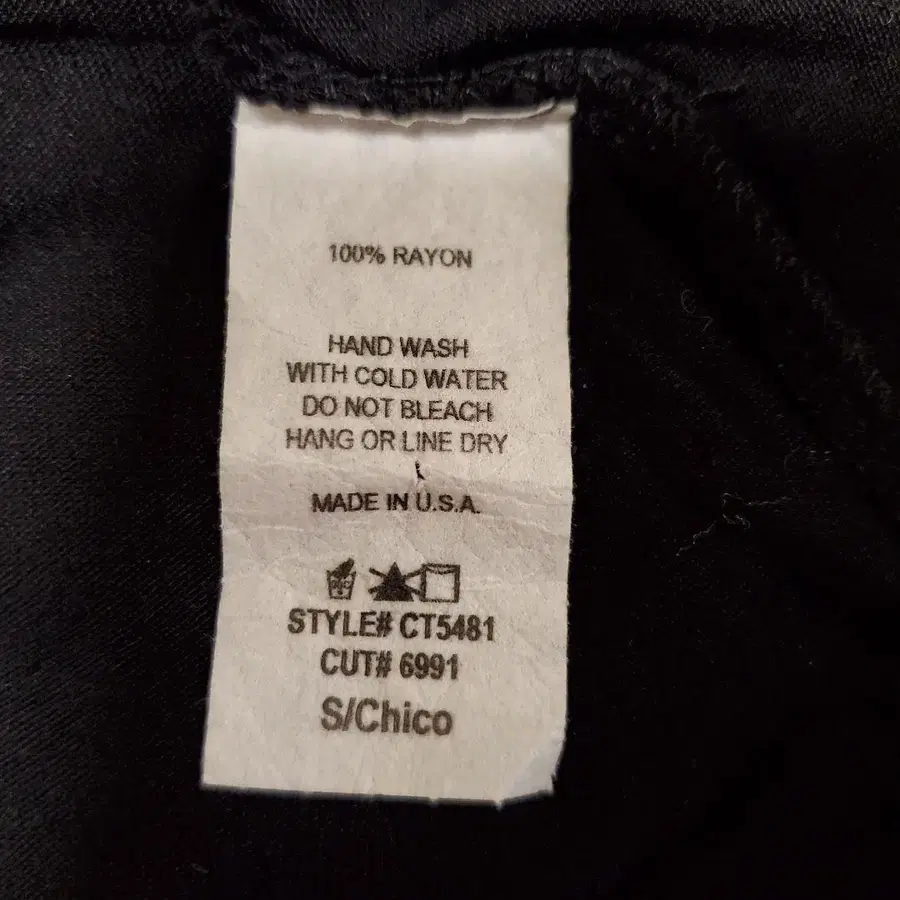 100% RAYON
HAND WASH
WITH COLD WATER
DO NOT BLEACH
HANG OR LINE DRY
MADE IN U.S.A.
STYLE# CT5481
CUT# 6991
S/Chico